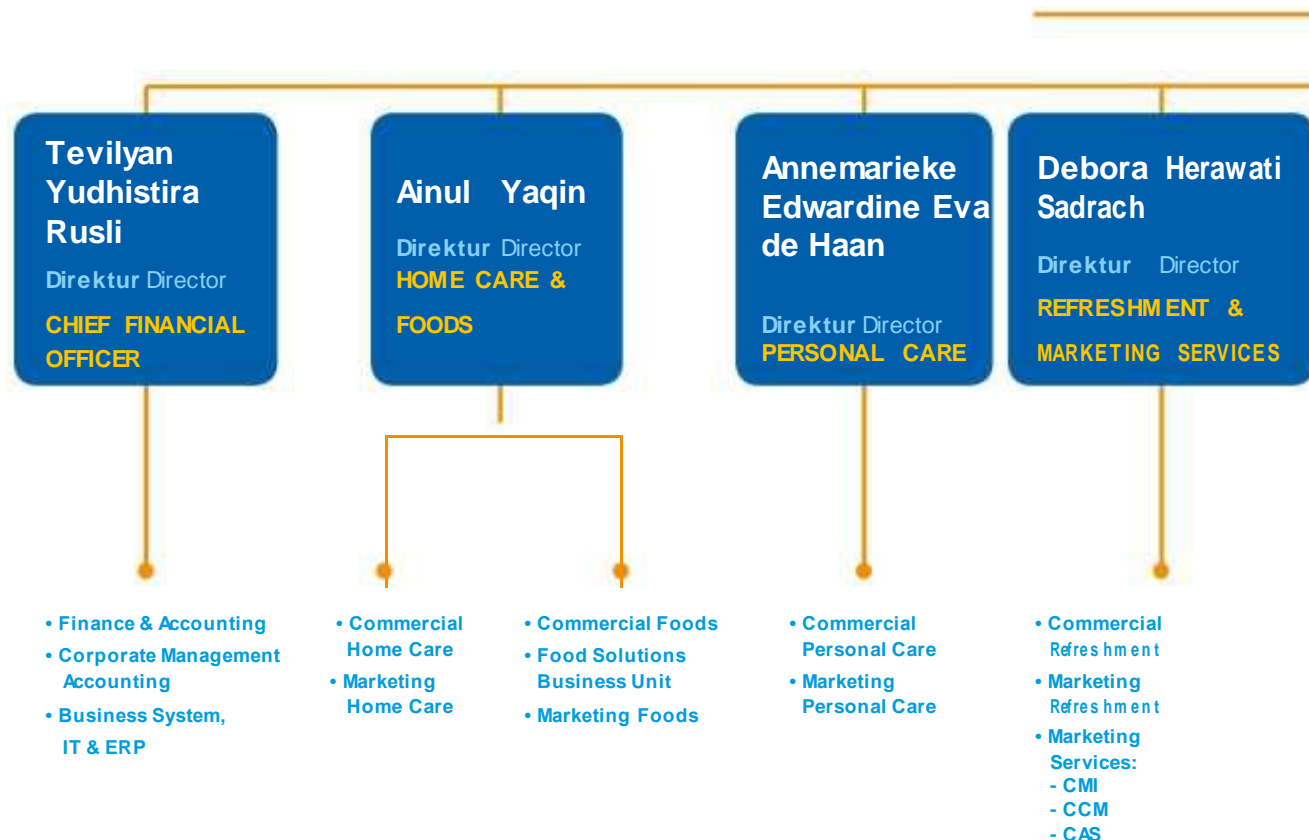 Tevilyan
Yudhistira
Rusli
Direktur Director
CHIEF FINANCIAL
OFFICER
Ainul Yaqin
Direktur Director
HOME CARE &
FOODS
Annemarieke
Edwardine Eva
de Haan
Direktur Director
PERSONAL CARE
Debora Herawati
Sadrach
Direktur Director
REFRESHMENT &
MARKETING SERVICES
• Finance & Accounting
• Corporate Management
Accounting
• Business System,
IT & ERP
• Commercial
Home Care
• Marketing
Home Care
• Commercial Foods
• Food Solutions
Business Unit
• Marketing Foods
• Commercial
Personal Care
• Marketing
Personal Care
• Commercial
Refreshment
• Marketing
Refreshment
• Marketing
Services:
- CMI
- CCM
- CAS